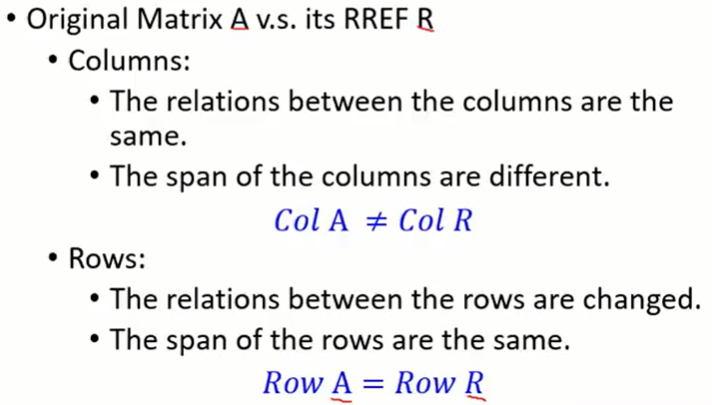 • Original Matrix A v.s. its RREF R
• Columns:
• The relations between the columns are the
same.
• The span of the columns are different.
Col A ≠ Col R
• Rows:
• The relations between the rows are changed.
• The span of the rows are the same.
Row A = Row R